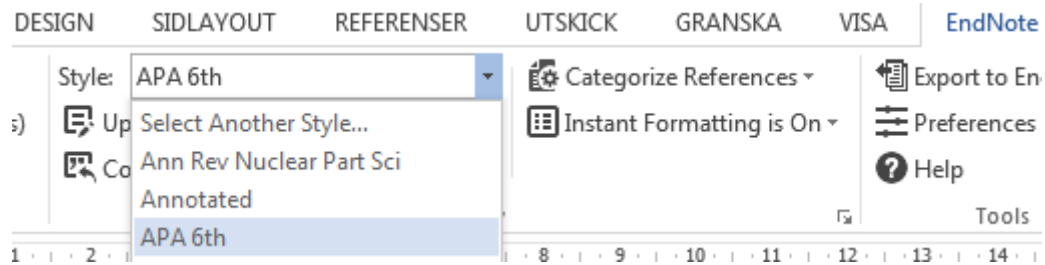 DESIGN SIDLAYOUT REFERENSER UTSKICK GRANSKA VISA EndNote
Style: APA 6th Categorize References Export to En
s) Up Select Another Style... Instant Formatting is On Preferences
Co Ann Rev Nuclear Part Sci Help
Annotated
APA 6th Tools
1 2 8 9 10 11 12 13 14